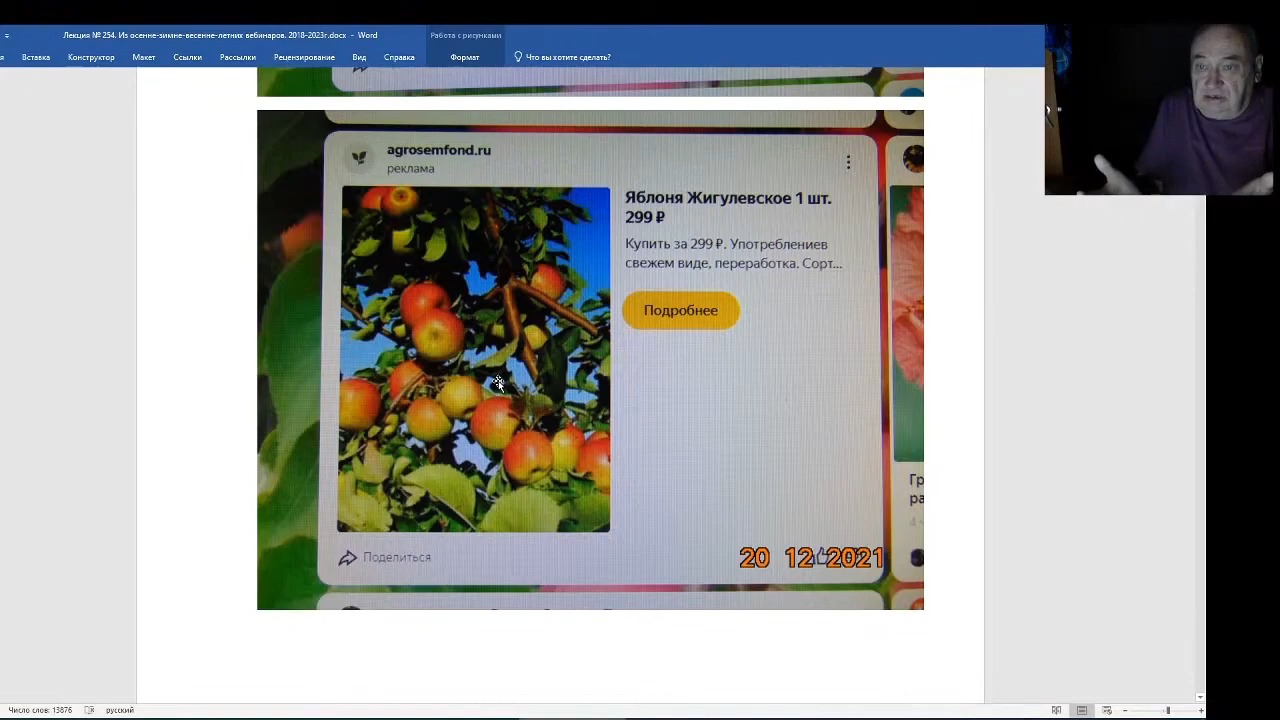 Лекция № 254. Из осенне-зимне-весенне-летних вебинаров. 2018-2023г.docx - Word
Работа с рисунками
Вставка Конструктор Макет Ссылки Рассылки Рецензирование Вид Справка Формат Что вы хотите сделать?
agrosemfond.ru
реклама
Яблоня Жигулевское 1 шт.
299 ₽
Купить за 299 ₽. Употреблениев
свежем виде, переработка. Сорт...
Подробнее
Поделиться
20 12 2021
Число слов: 13876 русский